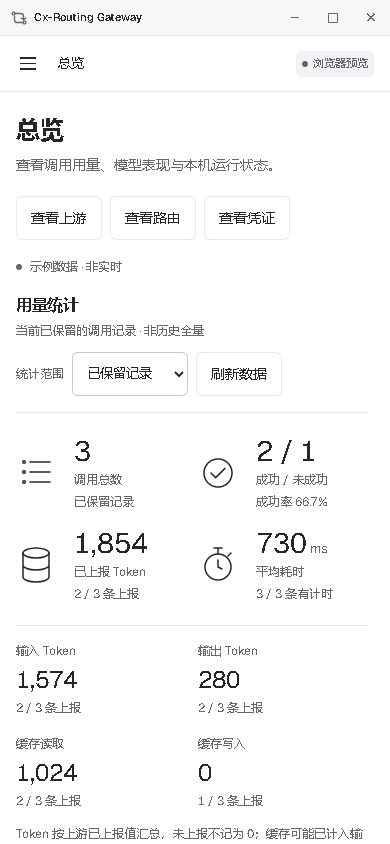 Cx-Routing Gateway
总览
浏览器预览
总览
查看调用用量、模型表现与本机运行状态。
查看上游
查看路由
查看凭证
示例数据 · 非实时
用量统计
当前已保留的调用记录 · 非历史全量
统计范围
已保留记录
刷新数据
3
调用总数
已保留记录
2 / 1
成功 / 未成功
成功率 66.7%
1,854
已上报 Token
2 / 3 条上报
730 ms
平均耗时
3 / 3 条有计时
输入 Token
1,574
2 / 3 条上报
输出 Token
280
2 / 3 条上报
缓存读取
1,024
2 / 3 条上报
缓存写入
0
1 / 3 条上报
Token 按上游已上报值汇总，未上报不记为 0；缓存可能已计入输